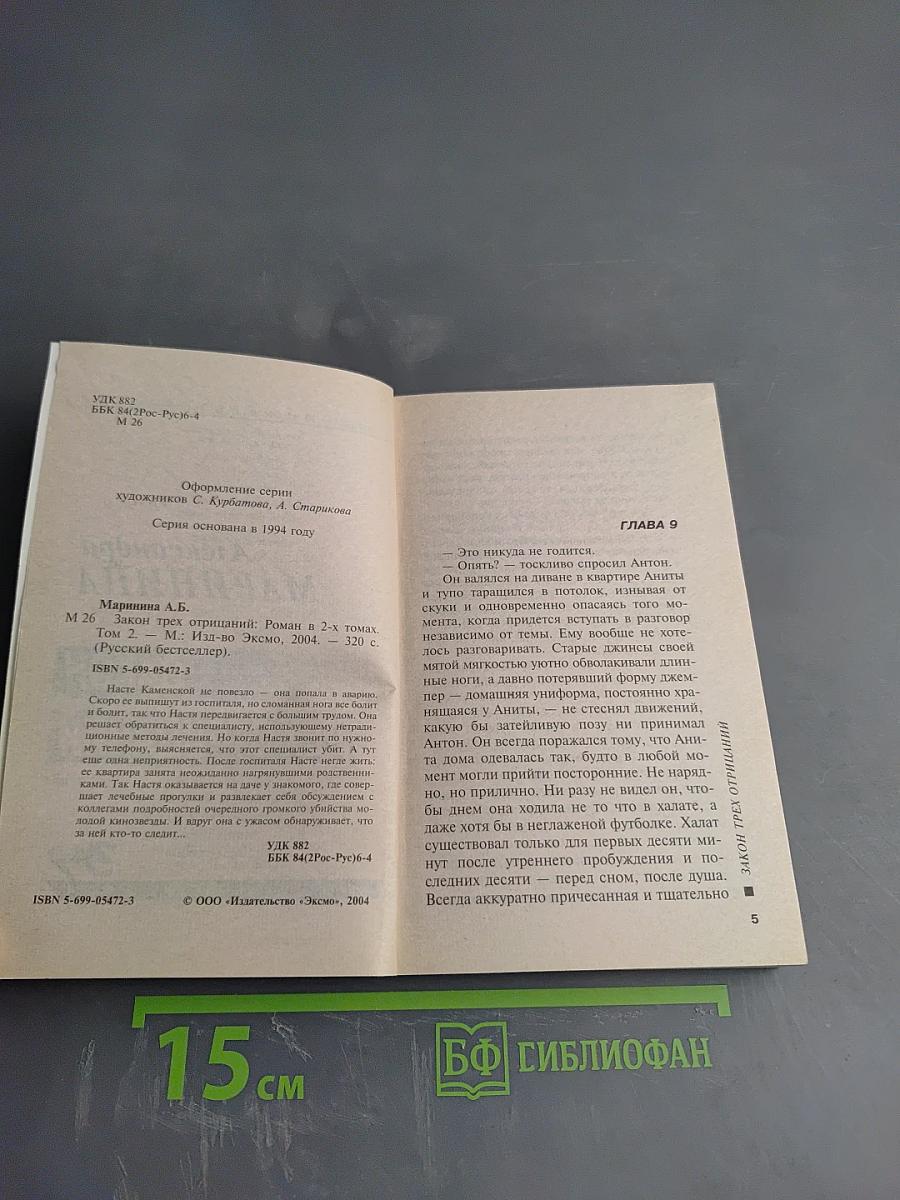 УДК 882
ББК 84(2Рос-Рус)6-4
М 26
Оформление серии
художников С. Курбатова, А. Старикова
Серия основана в 1994 году
Маринина А.Б.
М 26 Закон трех отрицаний: Роман в 2-х томах.
Том 2. — М.: Изд-во Эксмо, 2004. — 320 с.
(Русский бестселлер).
ISBN 5-699-05472-3
Насте Каменской не повезло — она попала в аварию.
Скоро ее выпишут из госпиталя, но сломанная нога все болит
и болит, так что Настя передвигается с большим трудом. Она
решает обратиться к специалисту, использующему нетради-
ционные методы лечения. Но когда Настя звонит по нужно-
му телефону, выясняется, что этот специалист убит. А тут
еще одна неприятность. После госпиталя Насте негде жить:
ее квартира занята неожиданно нагрянувшими родственни-
ками. Так Настя оказывается на даче у знакомого, где совер-
шает лечебные прогулки и развлекает себя обсуждением с
коллегами подробностей очередного громкого убийства мо-
лодой кинозвезды. И вдруг она с ужасом обнаруживает, что
за ней кто-то следит...
УДК 882
ББК 84(2Рос-Рус)6-4
ISBN 5-699-05472-3 © ООО «Издательство «Эксмо», 2004
ГЛАВА 9
— Это никуда не годится.
— Опять? — тоскливо спросил Антон.
Он валялся на диване в квартире Аниты
и тупо таращился в потолок, изнывая от
скуки и одновременно опасаясь того мо-
мента, когда придется вступать в разговор
независимо от темы. Ему вообще не хоте-
лось разговаривать. Старые джинсы своей
мятой мягкостью уютно обволакивали длин-
ные ноги, а давно потерявший форму джем-
пер — домашняя униформа, постоянно хра-
нящаяся у Аниты, — не стеснял движений,
какую бы затейливую позу ни принимал
Антон. Он всегда поражался тому, что Ани-
та дома одевалась так, будто в любой мо-
мент могли прийти посторонние. Не наряд-
но, но прилично. Ни разу не видел он, что-
бы днем она ходила не то что в халате, а
даже хотя бы в неглаженой футболке. Халат
существовал только для первых десяти ми-
нут после утреннего пробуждения и по-
следних десяти — перед сном, после душа.
Всегда аккуратно причесанная и тщательно
ЗАКОН ТРЕХ ОТРИЦАНИЙ
5
15 см
БФ СИБЛИОФАН